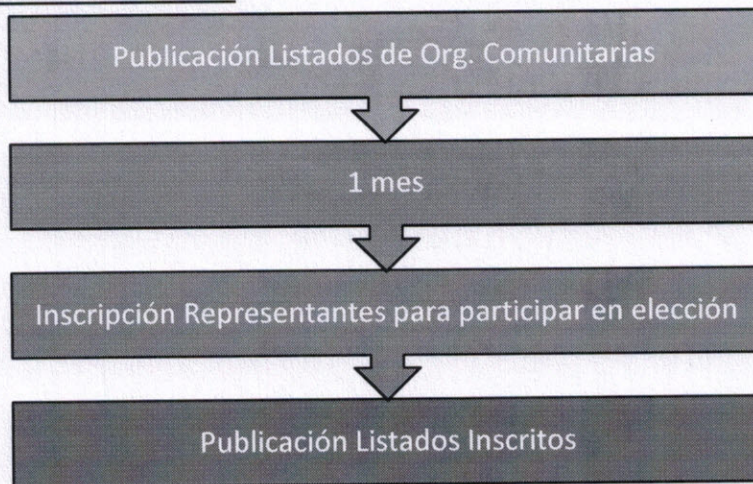 Publicación Listados de Org. Comunitarias
1 mes
Inscripción Representantes para participar en elección
Publicación Listados Inscritos